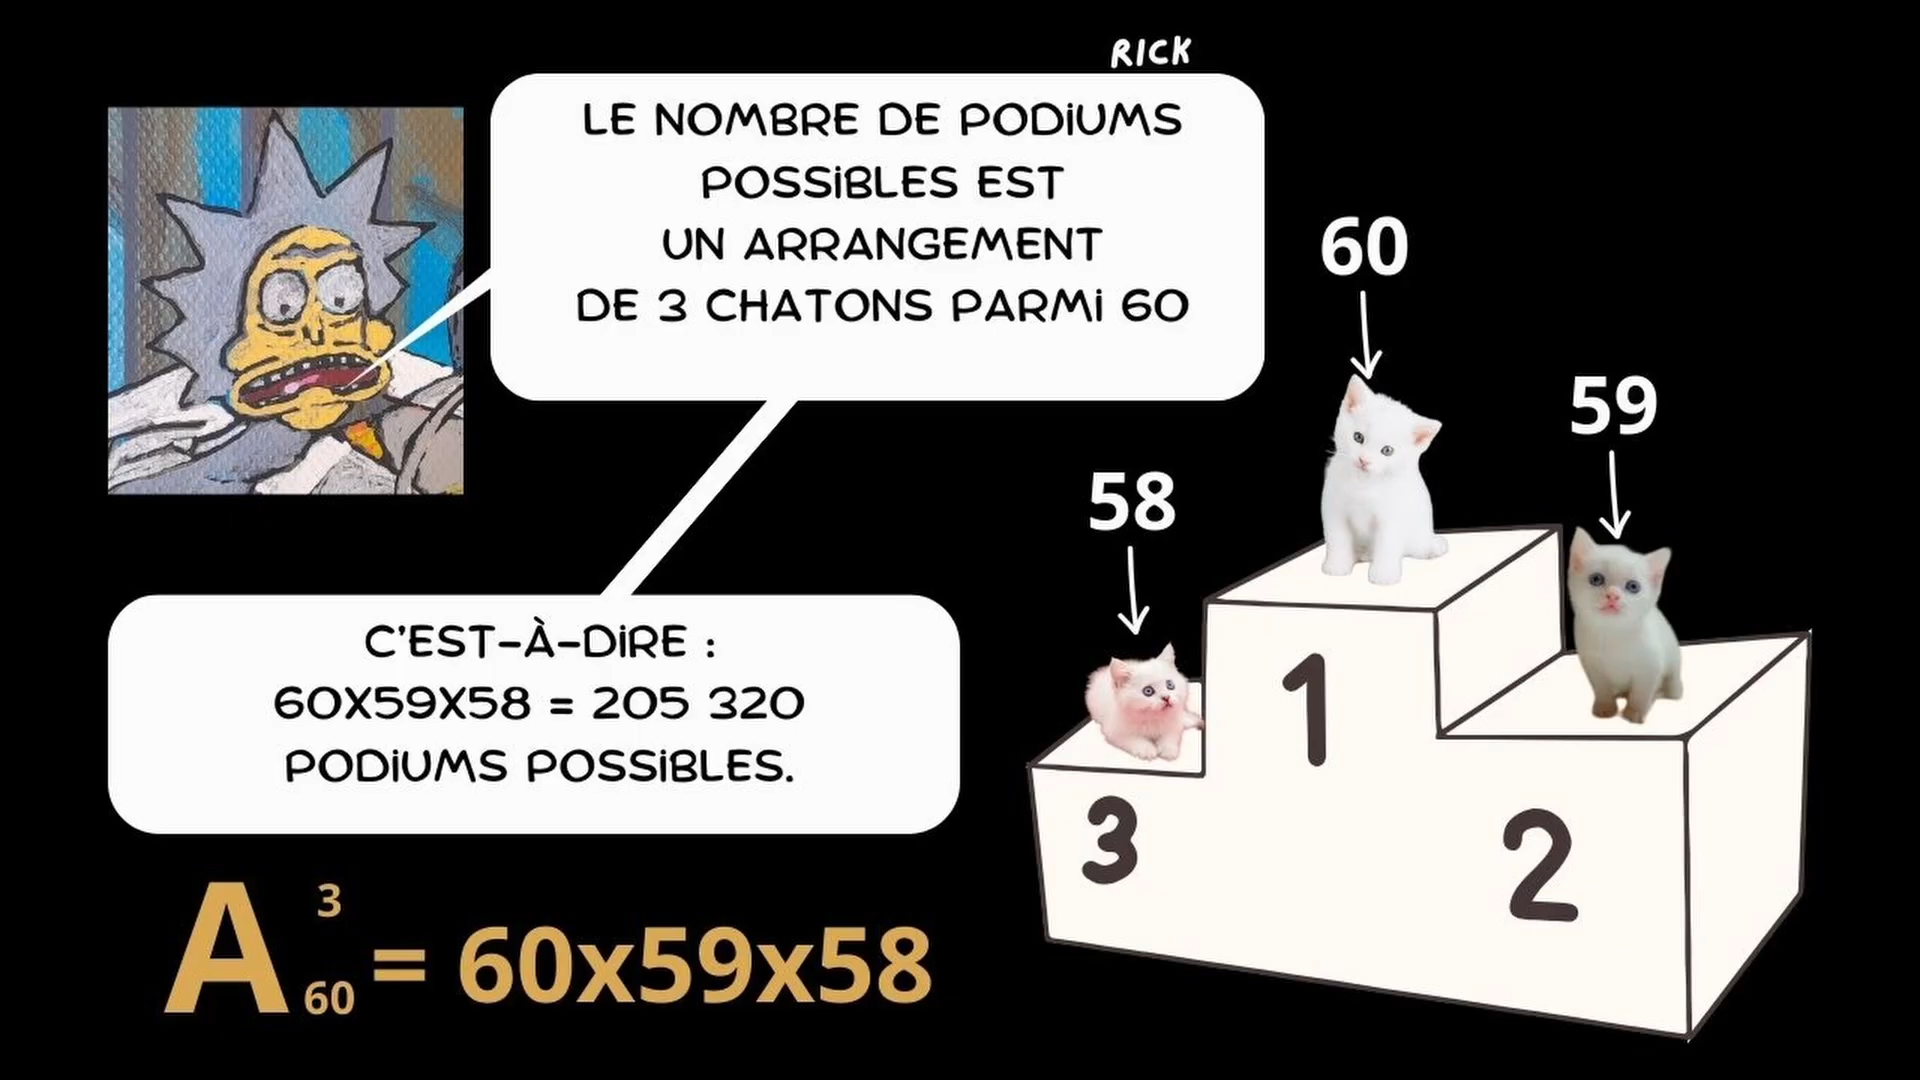 RICK
LE NOMBRE DE PODIUMS
POSSIBLES EST
UN ARRANGEMENT
DE 3 CHATONS PARMI 60
60
59
58
C'EST-À-DIRE :
60X59X58 = 205 320
PODIUMS POSSIBLES.
1
3
2
A 3 60 = 60x59x58